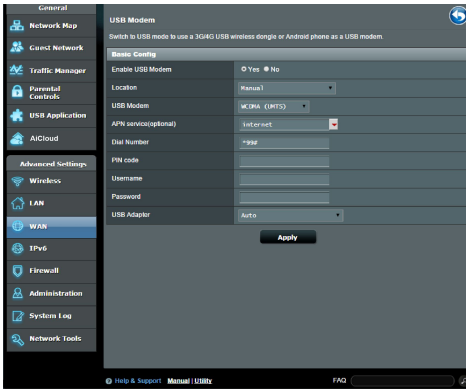 General
Network Map
Guest Network
Traffic Manager
Parental
Controls
USB Application
AiCloud
Advanced Settings
Wireless
LAN
WAN
IPv6
Firewall
Administration
System Log
Network Tools
USB Modem
Switch to USB mode to use a 3G/4G USB wireless dongle or Android phone as a USB modem.
Basic Config
Enable USB Modem Yes No
Location Manual
USB Modem WCDMA (UMTS)
APN service(optional) internet
Dial Number *99#
PIN code
Username
Password
USB Adapter Auto
Apply
Help & Support Manual | Utility FAQ